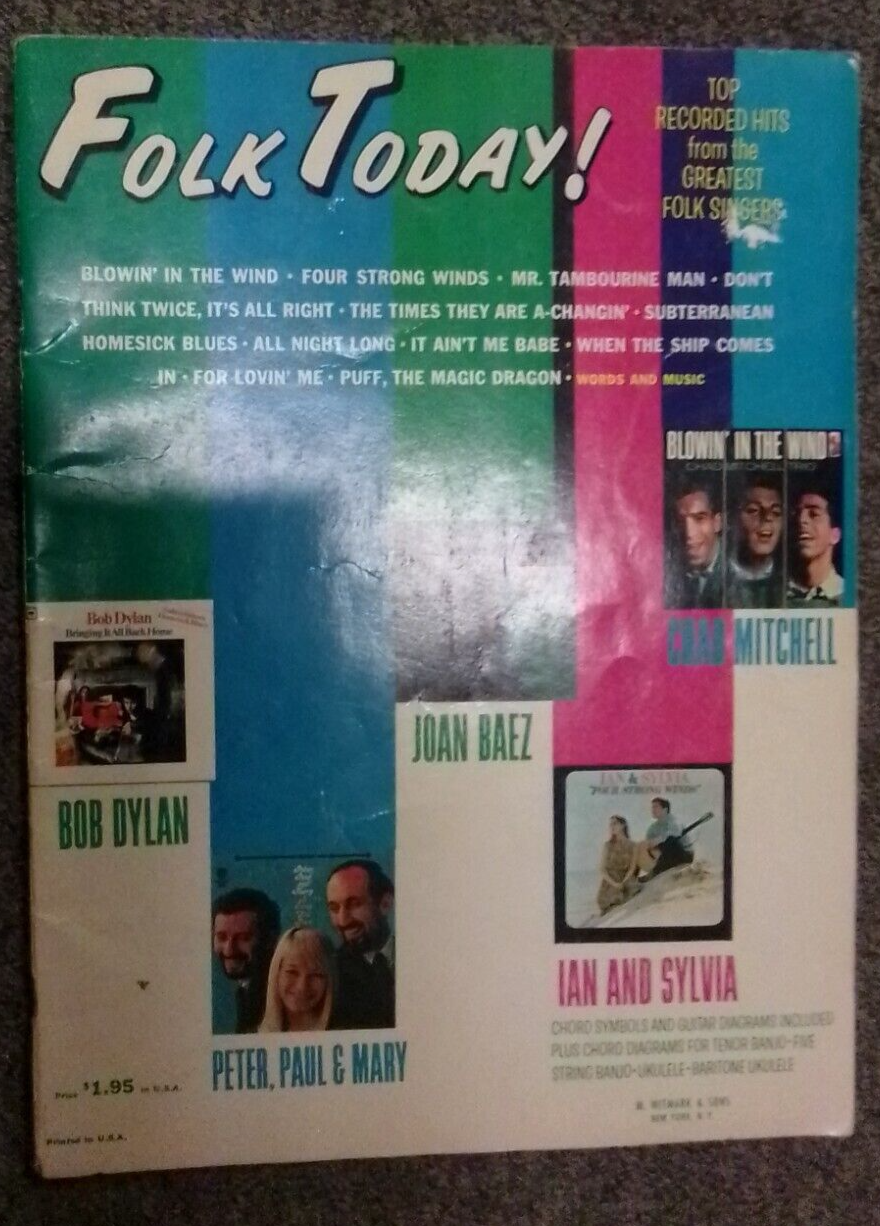 FOLK TODAY!
TOP
RECORDED HITS
from the
GREATEST
FOLK SINGERS
BLOWIN' IN THE WIND • FOUR STRONG WINDS • MR. TAMBOURINE MAN • DON'T
THINK TWICE, IT'S ALL RIGHT • THE TIMES THEY ARE A-CHANGIN' • SUBTERRANEAN
HOMESICK BLUES • ALL NIGHT LONG • IT AIN'T ME BABE • WHEN THE SHIP COMES
IN • FOR LOVIN' ME • PUFF, THE MAGIC DRAGON • WORDS AND MUSIC
BLOWIN' IN THE WIND
CHAD MITCHELL TRIO
CHAD MITCHELL
Bob Dylan
Bringing It All Back Home
BOB DYLAN
JOAN BAEZ
IAN & SYLVIA
"FOUR STRONG WINDS"
IAN AND SYLVIA
PETER, PAUL & MARY
CHORD SYMBOLS AND GUITAR DIAGRAMS INCLUDED
PLUS CHORD DIAGRAMS FOR TENOR BANJO-FIVE
STRING BANJO-UKULELE-BARITONE UKULELE
M. WITMARK & SONS
NEW YORK, N. Y.
Price $1.95 in U.S.A.
Printed in U.S.A.